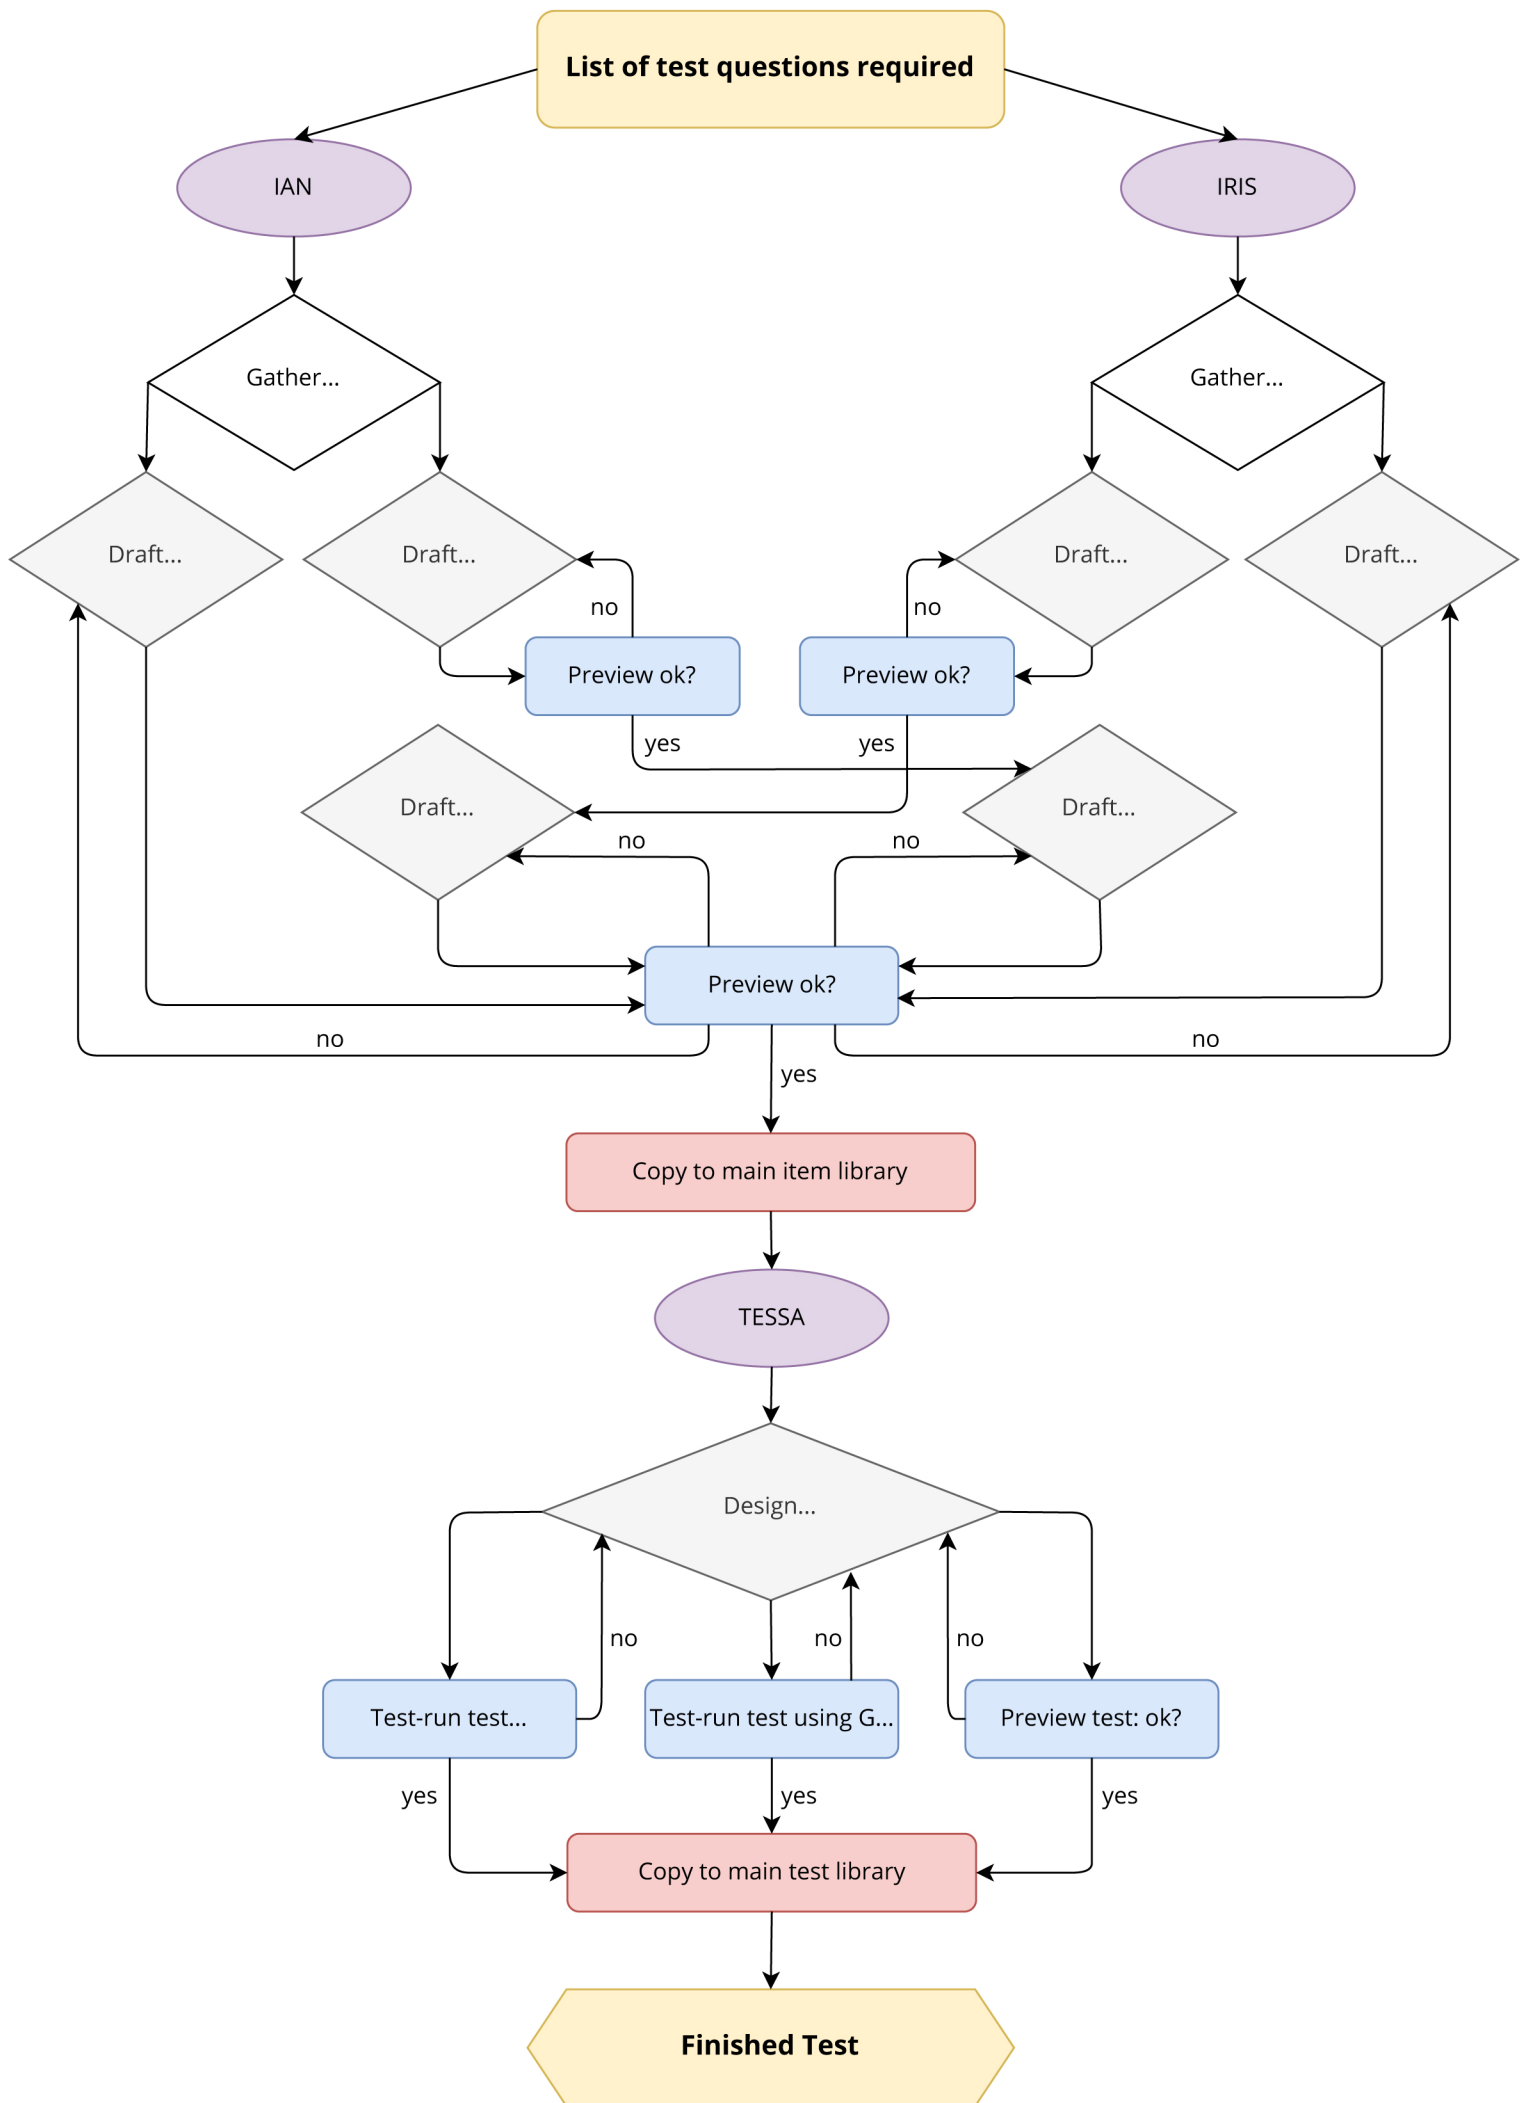 List of test questions required
IAN
IRIS
Gather...
Gather...
Draft...
Draft...
Draft...
Draft...
no
no
Preview ok?
Preview ok?
yes
yes
Draft...
Draft...
no
no
Preview ok?
no
no
yes
Copy to main item library
TESSA
Design...
no
no
no
Test-run test...
Test-run test using G...
Preview test: ok?
yes
yes
yes
Copy to main test library
Finished Test